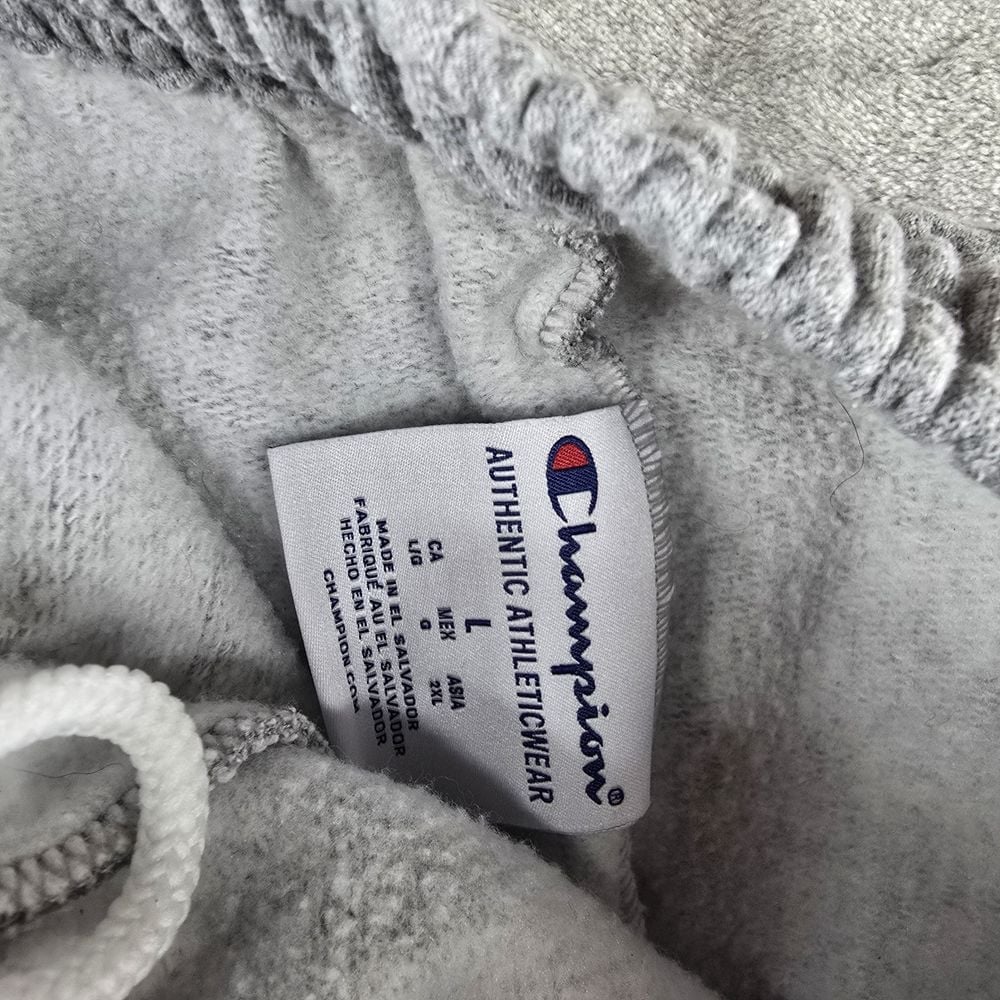 Champion®
AUTHENTIC ATHLETICWEAR
L
CA MEX ASIA
L/G G 2XL
MADE IN EL SALVADOR
FABRIQUÉ AU EL SALVADOR
HECHO EN EL SALVADOR
CHAMPION.COM